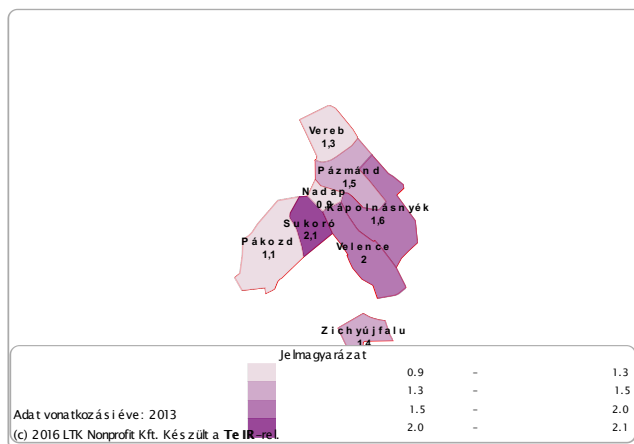 Vereb
1,3
Pázmánd
1,5
Nadap
0,9
Kápolnásnyék
1,6
Sukoró
2,1
Velence
2
Pákozd
1,1
Zichyújfalu
1,4
Jelmagyarázat
0.9 – 1.3
1.3 – 1.5
1.5 – 2.0
2.0 – 2.1
Adat vonatkozási éve: 2013
(c) 2016 LTK Nonprofit Kft. Készült a TeIR-rel.